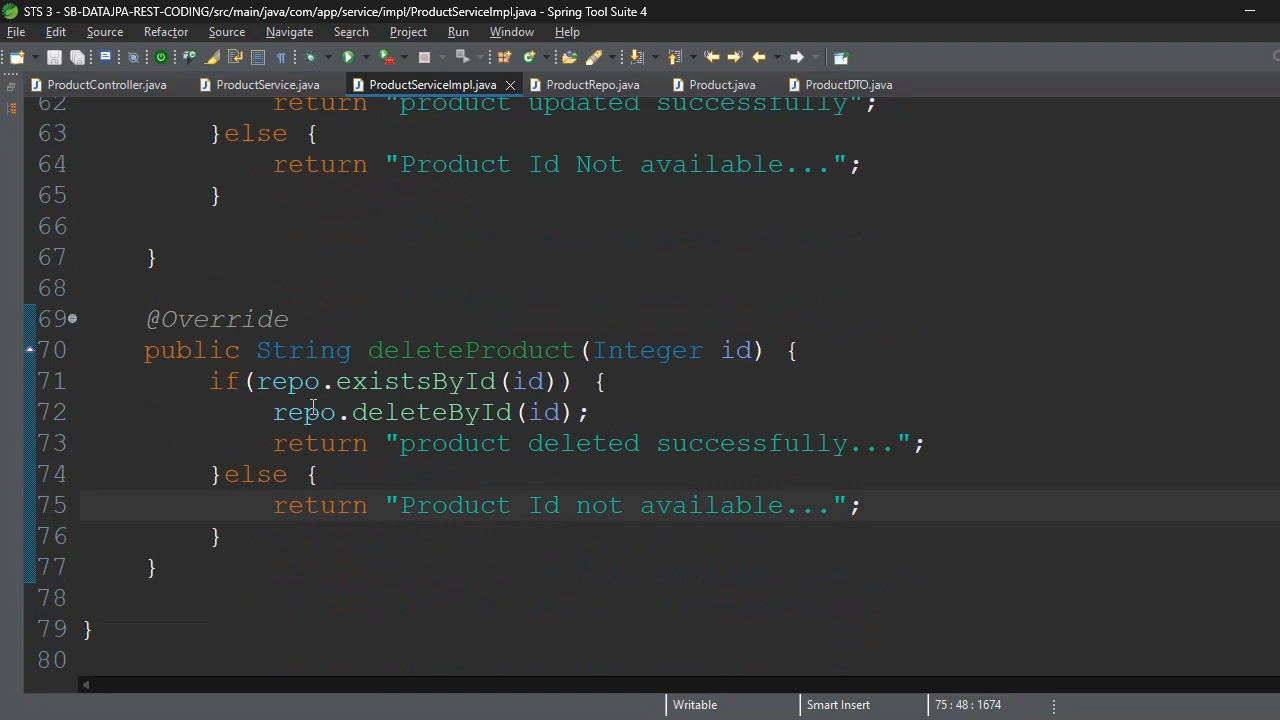 STS 3 - SB-DATAJPA-REST-CODING/src/main/java/com/app/service/impl/ProductServiceImpl.java - Spring Tool Suite 4
File Edit Source Refactor Source Navigate Search Project Run Window Help
ProductController.java ProductService.java ProductServiceImpl.java ProductRepo.java Product.java ProductDTO.java
62 return "product updated successfully";
63 }else {
64 return "Product Id Not available...";
65 }
66
67 }
68
69 @Override
70 public String deleteProduct(Integer id) {
71 if(repo.existsById(id)) {
72 repo.deleteById(id);
73 return "product deleted successfully...";
74 }else {
75 return "Product Id not available...";
76 }
77 }
78
79 }
80
Writable Smart Insert 75 : 48 : 1674